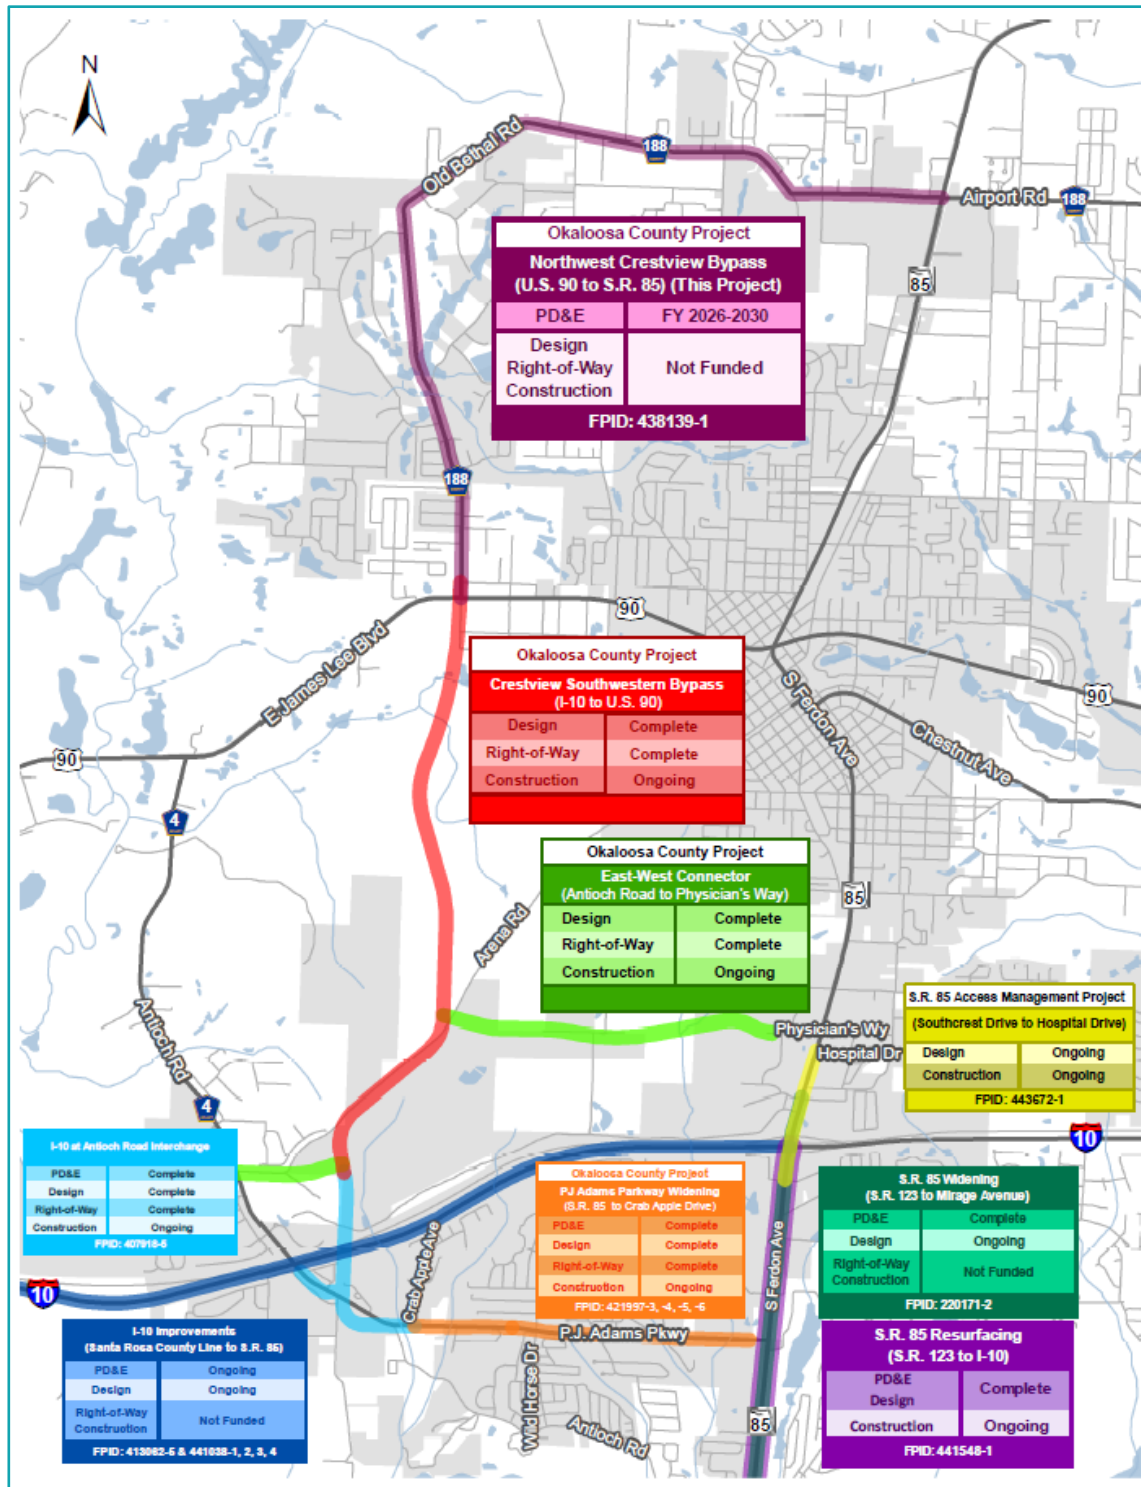 N
Old Bethal Rd
188
Airport Rd
188
85
Okaloosa County Project
Northwest Crestview Bypass
(U.S. 90 to S.R. 85) (This Project)
PD&E FY 2026-2030
Design
Right-of-Way
Construction
Not Funded
FPID: 438139-1
188
90
E James Lee Blvd
90
S Ferdon Ave
90
Chestnut Ave
Okaloosa County Project
Crestview Southwestern Bypass
(I-10 to U.S. 90)
Design Complete
Right-of-Way Complete
Construction Ongoing
4
Okaloosa County Project
East-West Connector
(Antioch Road to Physician's Way)
Design Complete
Right-of-Way Complete
Construction Ongoing
85
Arena Rd
Antioch Rd
Physician's Wy
Hospital Dr
S.R. 85 Access Management Project
(Southcrest Drive to Hospital Drive)
Design Ongoing
Construction Ongoing
FPID: 443672-1
4
10
I-10 at Antioch Road Interchange
PD&E Complete
Design Complete
Right-of-Way Complete
Construction Ongoing
FPID: 407918-5
Okaloosa County Project
PJ Adams Parkway Widening
(S.R. 85 to Crab Apple Drive)
PD&E Complete
Design Complete
Right-of-Way Complete
Construction Ongoing
FPID: 421997-3, -4, -5, -6
S.R. 85 Widening
(S.R. 123 to Mirage Avenue)
PD&E Complete
Design Ongoing
Right-of-Way
Construction
Not Funded
FPID: 220171-2
Crab Apple Ave
S Ferdon Ave
10
I-10 Improvements
(Santa Rosa County Line to S.R. 85)
PD&E Ongoing
Design Ongoing
Right-of-Way
Construction
Not Funded
FPID: 413062-5 & 441038-1, 2, 3, 4
P.J. Adams Pkwy
Wild Horse Dr
Antioch Rd
85
S.R. 85 Resurfacing
(S.R. 123 to I-10)
PD&E
Design
Complete
Construction Ongoing
FPID: 441548-1